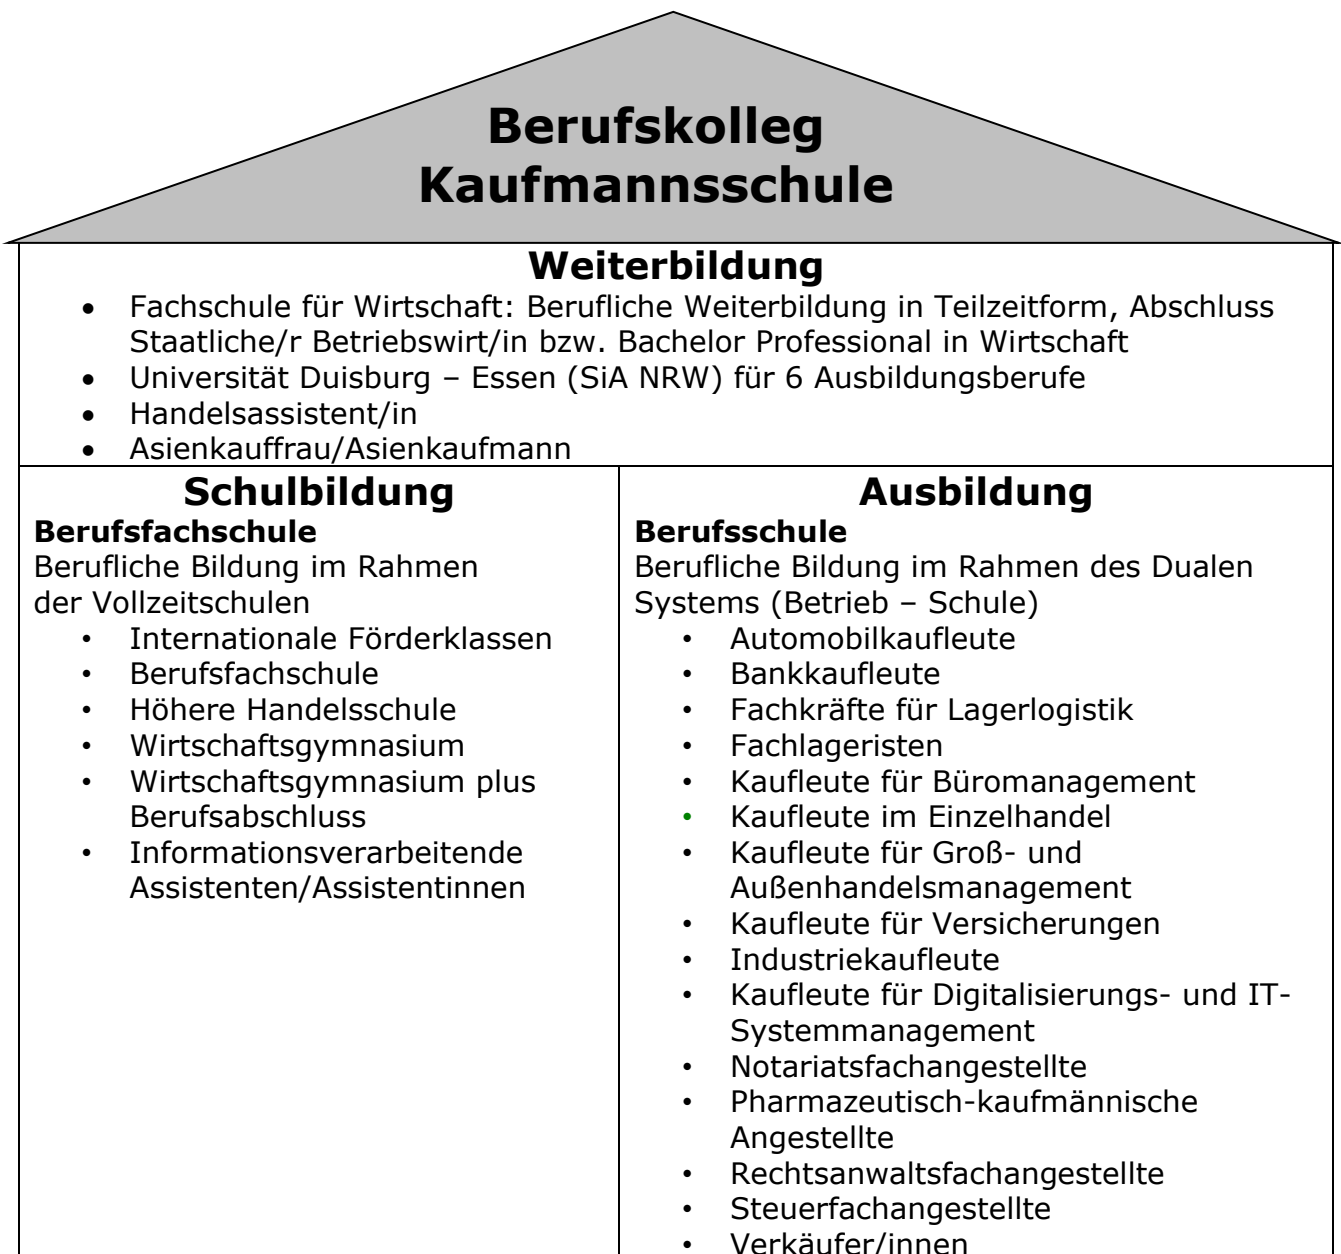 Berufskolleg
Kaufmannsschule
Weiterbildung
• Fachschule für Wirtschaft: Berufliche Weiterbildung in Teilzeitform, Abschluss
Staatliche/r Betriebswirt/in bzw. Bachelor Professional in Wirtschaft
• Universität Duisburg – Essen (SiA NRW) für 6 Ausbildungsberufe
• Handelsassistent/in
• Asienkauffrau/Asienkaufmann
Schulbildung
Berufsfachschule
Berufliche Bildung im Rahmen
der Vollzeitschulen
• Internationale Förderklassen
• Berufsfachschule
• Höhere Handelsschule
• Wirtschaftsgymnasium
• Wirtschaftsgymnasium plus
Berufsabschluss
• Informationsverarbeitende
Assistenten/Assistentinnen
Ausbildung
Berufsschule
Berufliche Bildung im Rahmen des Dualen
Systems (Betrieb – Schule)
• Automobilkaufleute
• Bankkaufleute
• Fachkräfte für Lagerlogistik
• Fachlageristen
• Kaufleute für Büromanagement
• Kaufleute im Einzelhandel
• Kaufleute für Groß- und
Außenhandelsmanagement
• Kaufleute für Versicherungen
• Industriekaufleute
• Kaufleute für Digitalisierungs- und IT-
Systemmanagement
• Notariatsfachangestellte
• Pharmazeutisch-kaufmännische
Angestellte
• Rechtsanwaltsfachangestellte
• Steuerfachangestellte
• Verkäufer/innen